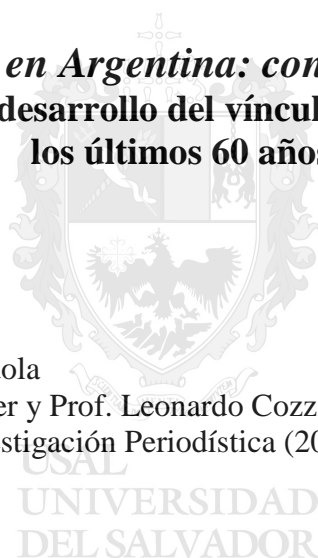 en Argentina: con
desarrollo del víncul
los últimos 60 años
ola
er y Prof. Leonardo Cozz
estigación Periodística (20
USAL
UNIVERSIDAD
DEL SALVADOR